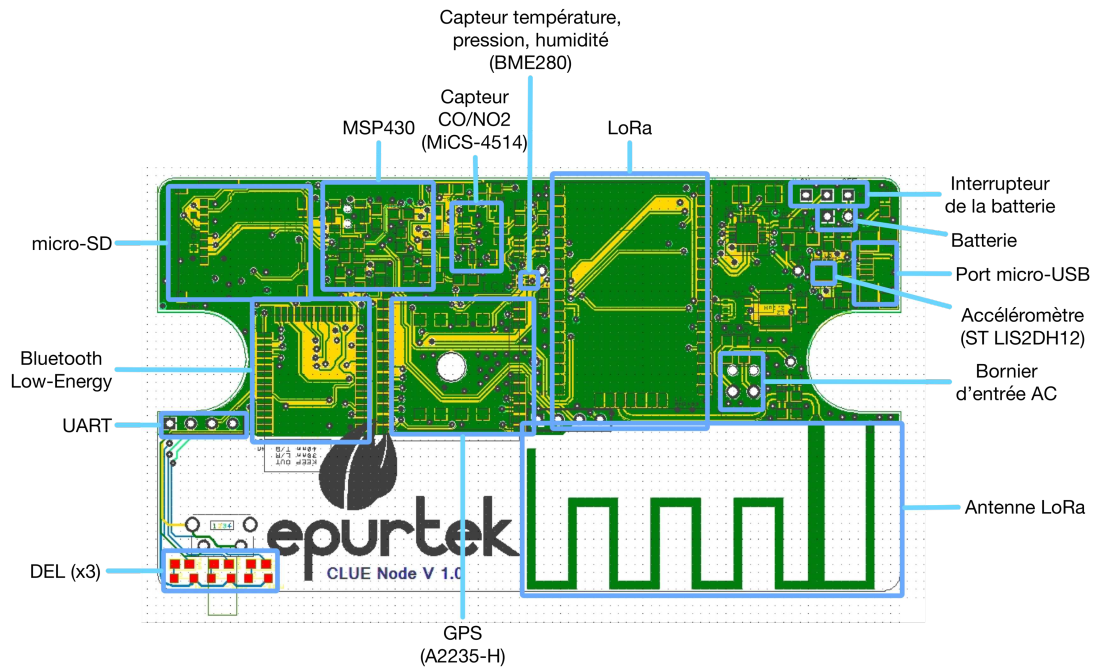 Capteur température,
pression, humidité
(BME280)
Capteur
CO/NO2
(MiCS-4514)
MSP430
LoRa
Interrupteur
de la batterie
Batterie
micro-SD
Port micro-USB
Accéléromètre
(ST LIS2DH12)
Bluetooth
Low-Energy
Bornier
d’entrée AC
UART
KEEP OUT
epurtek
CLUE Node V 1.0
Antenne LoRa
DEL (x3)
GPS
(A2235-H)